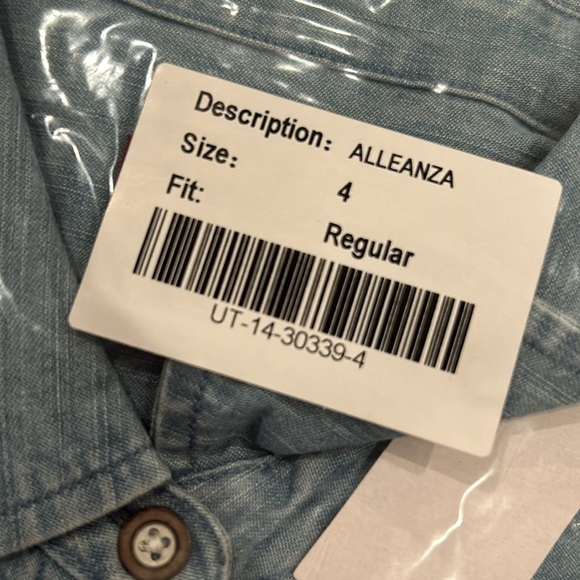 Description: ALLEANZA
Size: 4
Fit: Regular
UT-14-30339-4